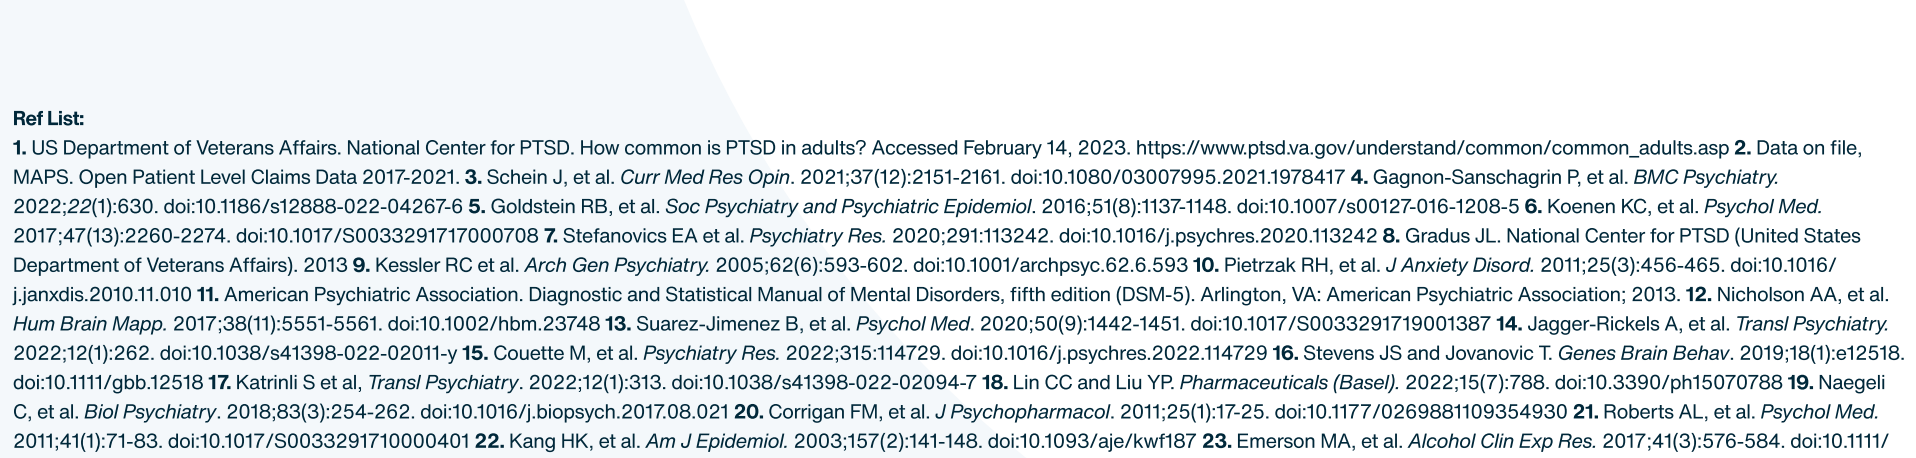 Ref List:
1. US Department of Veterans Affairs. National Center for PTSD. How common is PTSD in adults? Accessed February 14, 2023. https://www.ptsd.va.gov/understand/common/common_adults.asp 2. Data on file,
MAPS. Open Patient Level Claims Data 2017-2021. 3. Schein J, et al. Curr Med Res Opin. 2021;37(12):2151-2161. doi:10.1080/03007995.2021.1978417 4. Gagnon-Sanschagrin P, et al. BMC Psychiatry.
2022;22(1):630. doi:10.1186/s12888-022-04267-6 5. Goldstein RB, et al. Soc Psychiatry and Psychiatric Epidemiol. 2016;51(8):1137-1148. doi:10.1007/s00127-016-1208-5 6. Koenen KC, et al. Psychol Med.
2017;47(13):2260-2274. doi:10.1017/S0033291717000708 7. Stefanovics EA et al. Psychiatry Res. 2020;291:113242. doi:10.1016/j.psychres.2020.113242 8. Gradus JL. National Center for PTSD (United States
Department of Veterans Affairs). 2013 9. Kessler RC et al. Arch Gen Psychiatry. 2005;62(6):593-602. doi:10.1001/archpsyc.62.6.593 10. Pietrzak RH, et al. J Anxiety Disord. 2011;25(3):456-465. doi:10.1016/
j.janxdis.2010.11.010 11. American Psychiatric Association. Diagnostic and Statistical Manual of Mental Disorders, fifth edition (DSM-5). Arlington, VA: American Psychiatric Association; 2013. 12. Nicholson AA, et al.
Hum Brain Mapp. 2017;38(11):5551-5561. doi:10.1002/hbm.23748 13. Suarez-Jimenez B, et al. Psychol Med. 2020;50(9):1442-1451. doi:10.1017/S0033291719001387 14. Jagger-Rickels A, et al. Transl Psychiatry.
2022;12(1):262. doi:10.1038/s41398-022-02011-y 15. Couette M, et al. Psychiatry Res. 2022;315:114729. doi:10.1016/j.psychres.2022.114729 16. Stevens JS and Jovanovic T. Genes Brain Behav. 2019;18(1):e12518.
doi:10.1111/gbb.12518 17. Katrinli S et al, Transl Psychiatry. 2022;12(1):313. doi:10.1038/s41398-022-02094-7 18. Lin CC and Liu YP. Pharmaceuticals (Basel). 2022;15(7):788. doi:10.3390/ph15070788 19. Naegeli
C, et al. Biol Psychiatry. 2018;83(3):254-262. doi:10.1016/j.biopsych.2017.08.021 20. Corrigan FM, et al. J Psychopharmacol. 2011;25(1):17-25. doi:10.1177/0269881109354930 21. Roberts AL, et al. Psychol Med.
2011;41(1):71-83. doi:10.1017/S0033291710000401 22. Kang HK, et al. Am J Epidemiol. 2003;157(2):141-148. doi:10.1093/aje/kwf187 23. Emerson MA, et al. Alcohol Clin Exp Res. 2017;41(3):576-584. doi:10.1111/